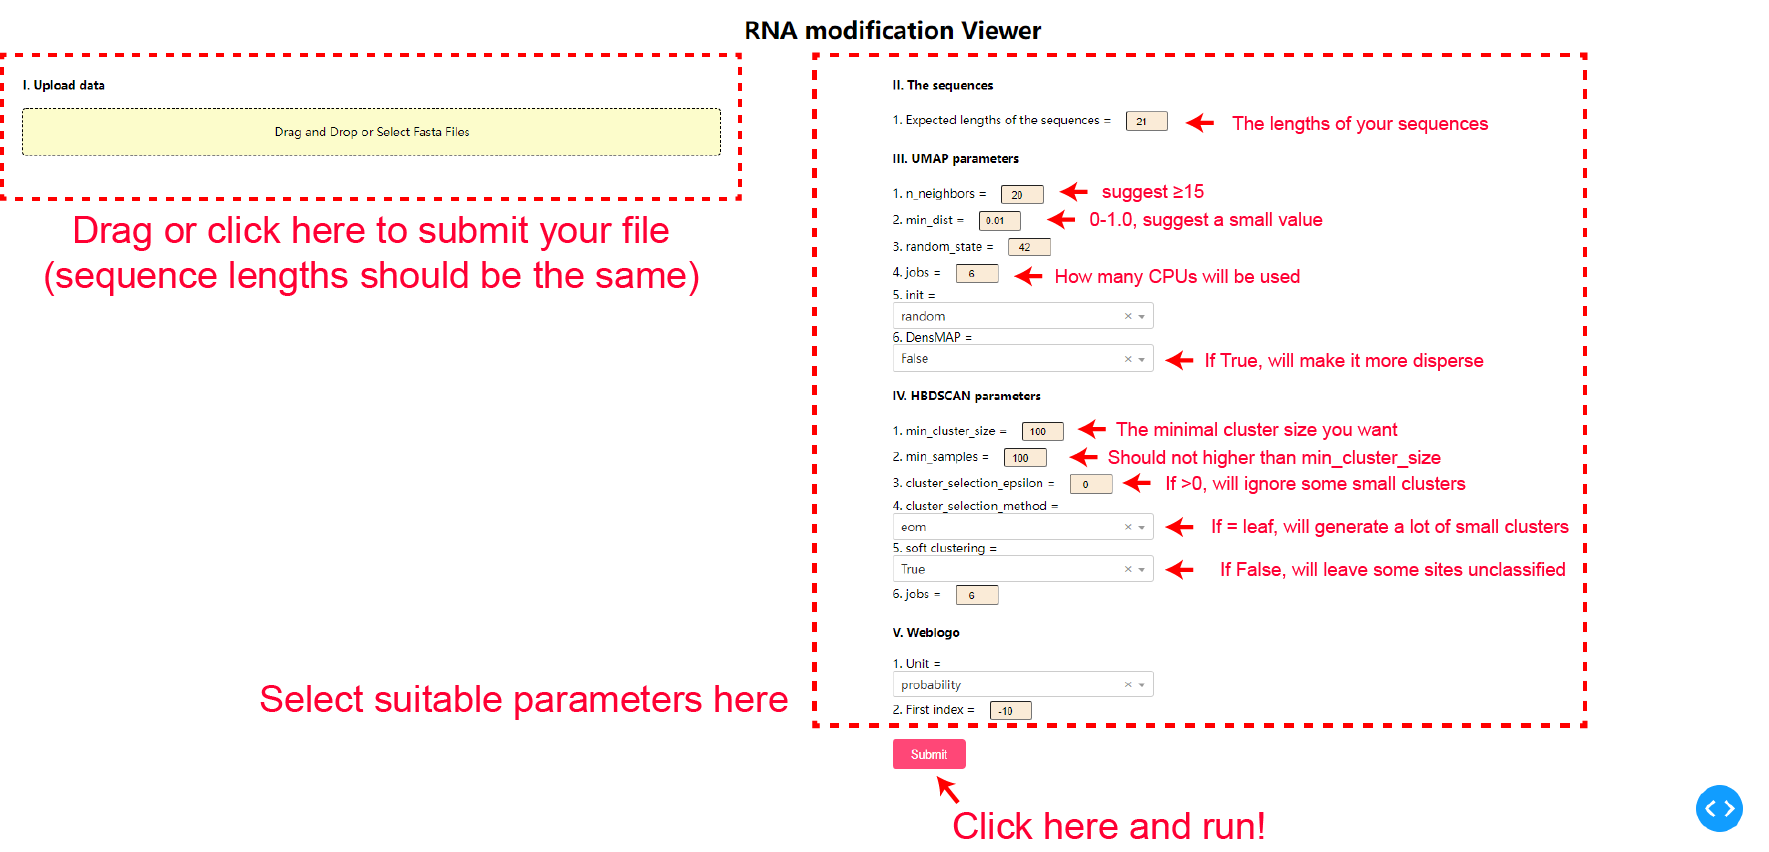 RNA modification Viewer
I. Upload data
Drag and Drop or Select Fasta Files
Drag or click here to submit your file
(sequence lengths should be the same)
II. The sequences
1. Expected lengths of the sequences = 21 The lengths of your sequences
III. UMAP parameters
1. n_neighbors = 20 suggest ≥15
2. min_dist = 0.01 0-1.0, suggest a small value
3. random_state = 42
4. jobs = 6 How many CPUs will be used
5. init =
random × ▾
6. DensMAP =
False × ▾ If True, will make it more disperse
IV. HBDSCAN parameters
1. min_cluster_size = 100 The minimal cluster size you want
2. min_samples = 100 Should not higher than min_cluster_size
3. cluster_selection_epsilon = 0 If >0, will ignore some small clusters
4. cluster_selection_method =
eom × ▾ If = leaf, will generate a lot of small clusters
5. soft clustering =
True × ▾ If False, will leave some sites unclassified
6. jobs = 6
V. Weblogo
1. Unit =
probability × ▾
2. First index = -10
Select suitable parameters here
Submit
Click here and run!